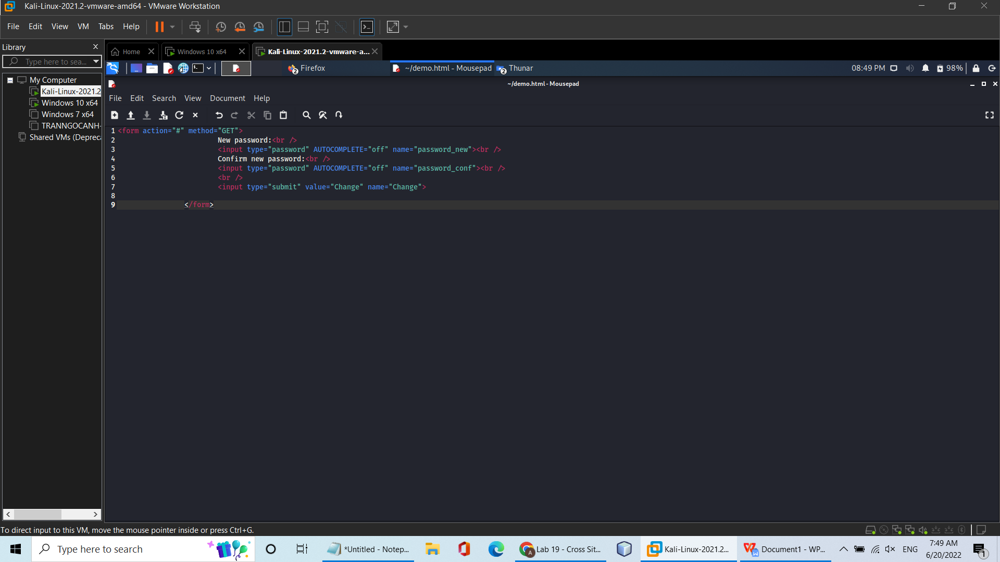 Kali-Linux-2021.2-vmware-amd64 - VMware Workstation
File Edit View VM Tabs Help
Library
Type here to sea...
My Computer
Kali-Linux-2021.2
Windows 10 x64
Windows 7 x64
TRANNGOCANH-
Shared VMs (Depreca
Home
Windows 10 x64
Kali-Linux-2021.2-vmware-a...
2 Firefox
~/demo.html - Mousepad
2 Thunar
08:49 PM
98%
~/demo.html - Mousepad
File Edit Search View Document Help
1 <form action="#" method="GET">
2 New password:<br />
3 <input type="password" AUTOCOMPLETE="off" name="password_new"><br />
4 Confirm new password:<br />
5 <input type="password" AUTOCOMPLETE="off" name="password_conf"><br />
6 <br />
7 <input type="submit" value="Change" name="Change">
8
9 </form>
To direct input to this VM, move the mouse pointer inside or press Ctrl+G.
Type here to search
*Untitled - Notep...
A
Lab 19 - Cross Sit...
Kali-Linux-2021.2...
W
Document1 - WP...
ENG
7:49 AM
6/20/2022
1